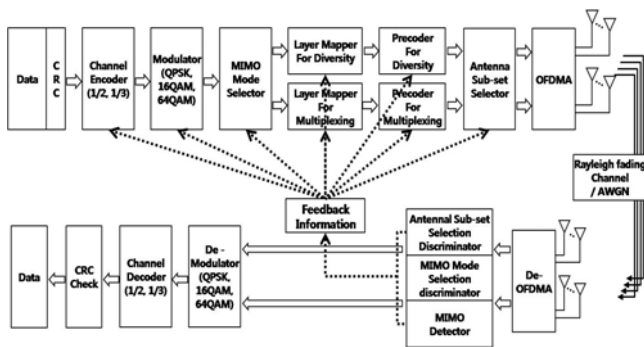 Data
C
R
C
Channel
Encoder
(1/2, 1/3)
Modulator
(QPSK,
16QAM,
64QAM)
MIMO
Mode
Selector
Layer Mapper
For Diversity
Layer Mapper
For
Multiplexing
Precoder
For
Diversity
Precoder
For
Multiplexing
Antenna
Sub-set
Selector
OFDMA
Rayleigh fading
Channel
/ AWGN
Feedback
Information
Data
CRC
Check
Channel
Decoder
(1/2, 1/3)
De -
Modulator
(QPSK,
16QAM,
64QAM)
Antennal Sub-set
Selection
Discriminator
MIMO Mode
Selection
discriminator
MIMO
Detector
De-
OFDMA